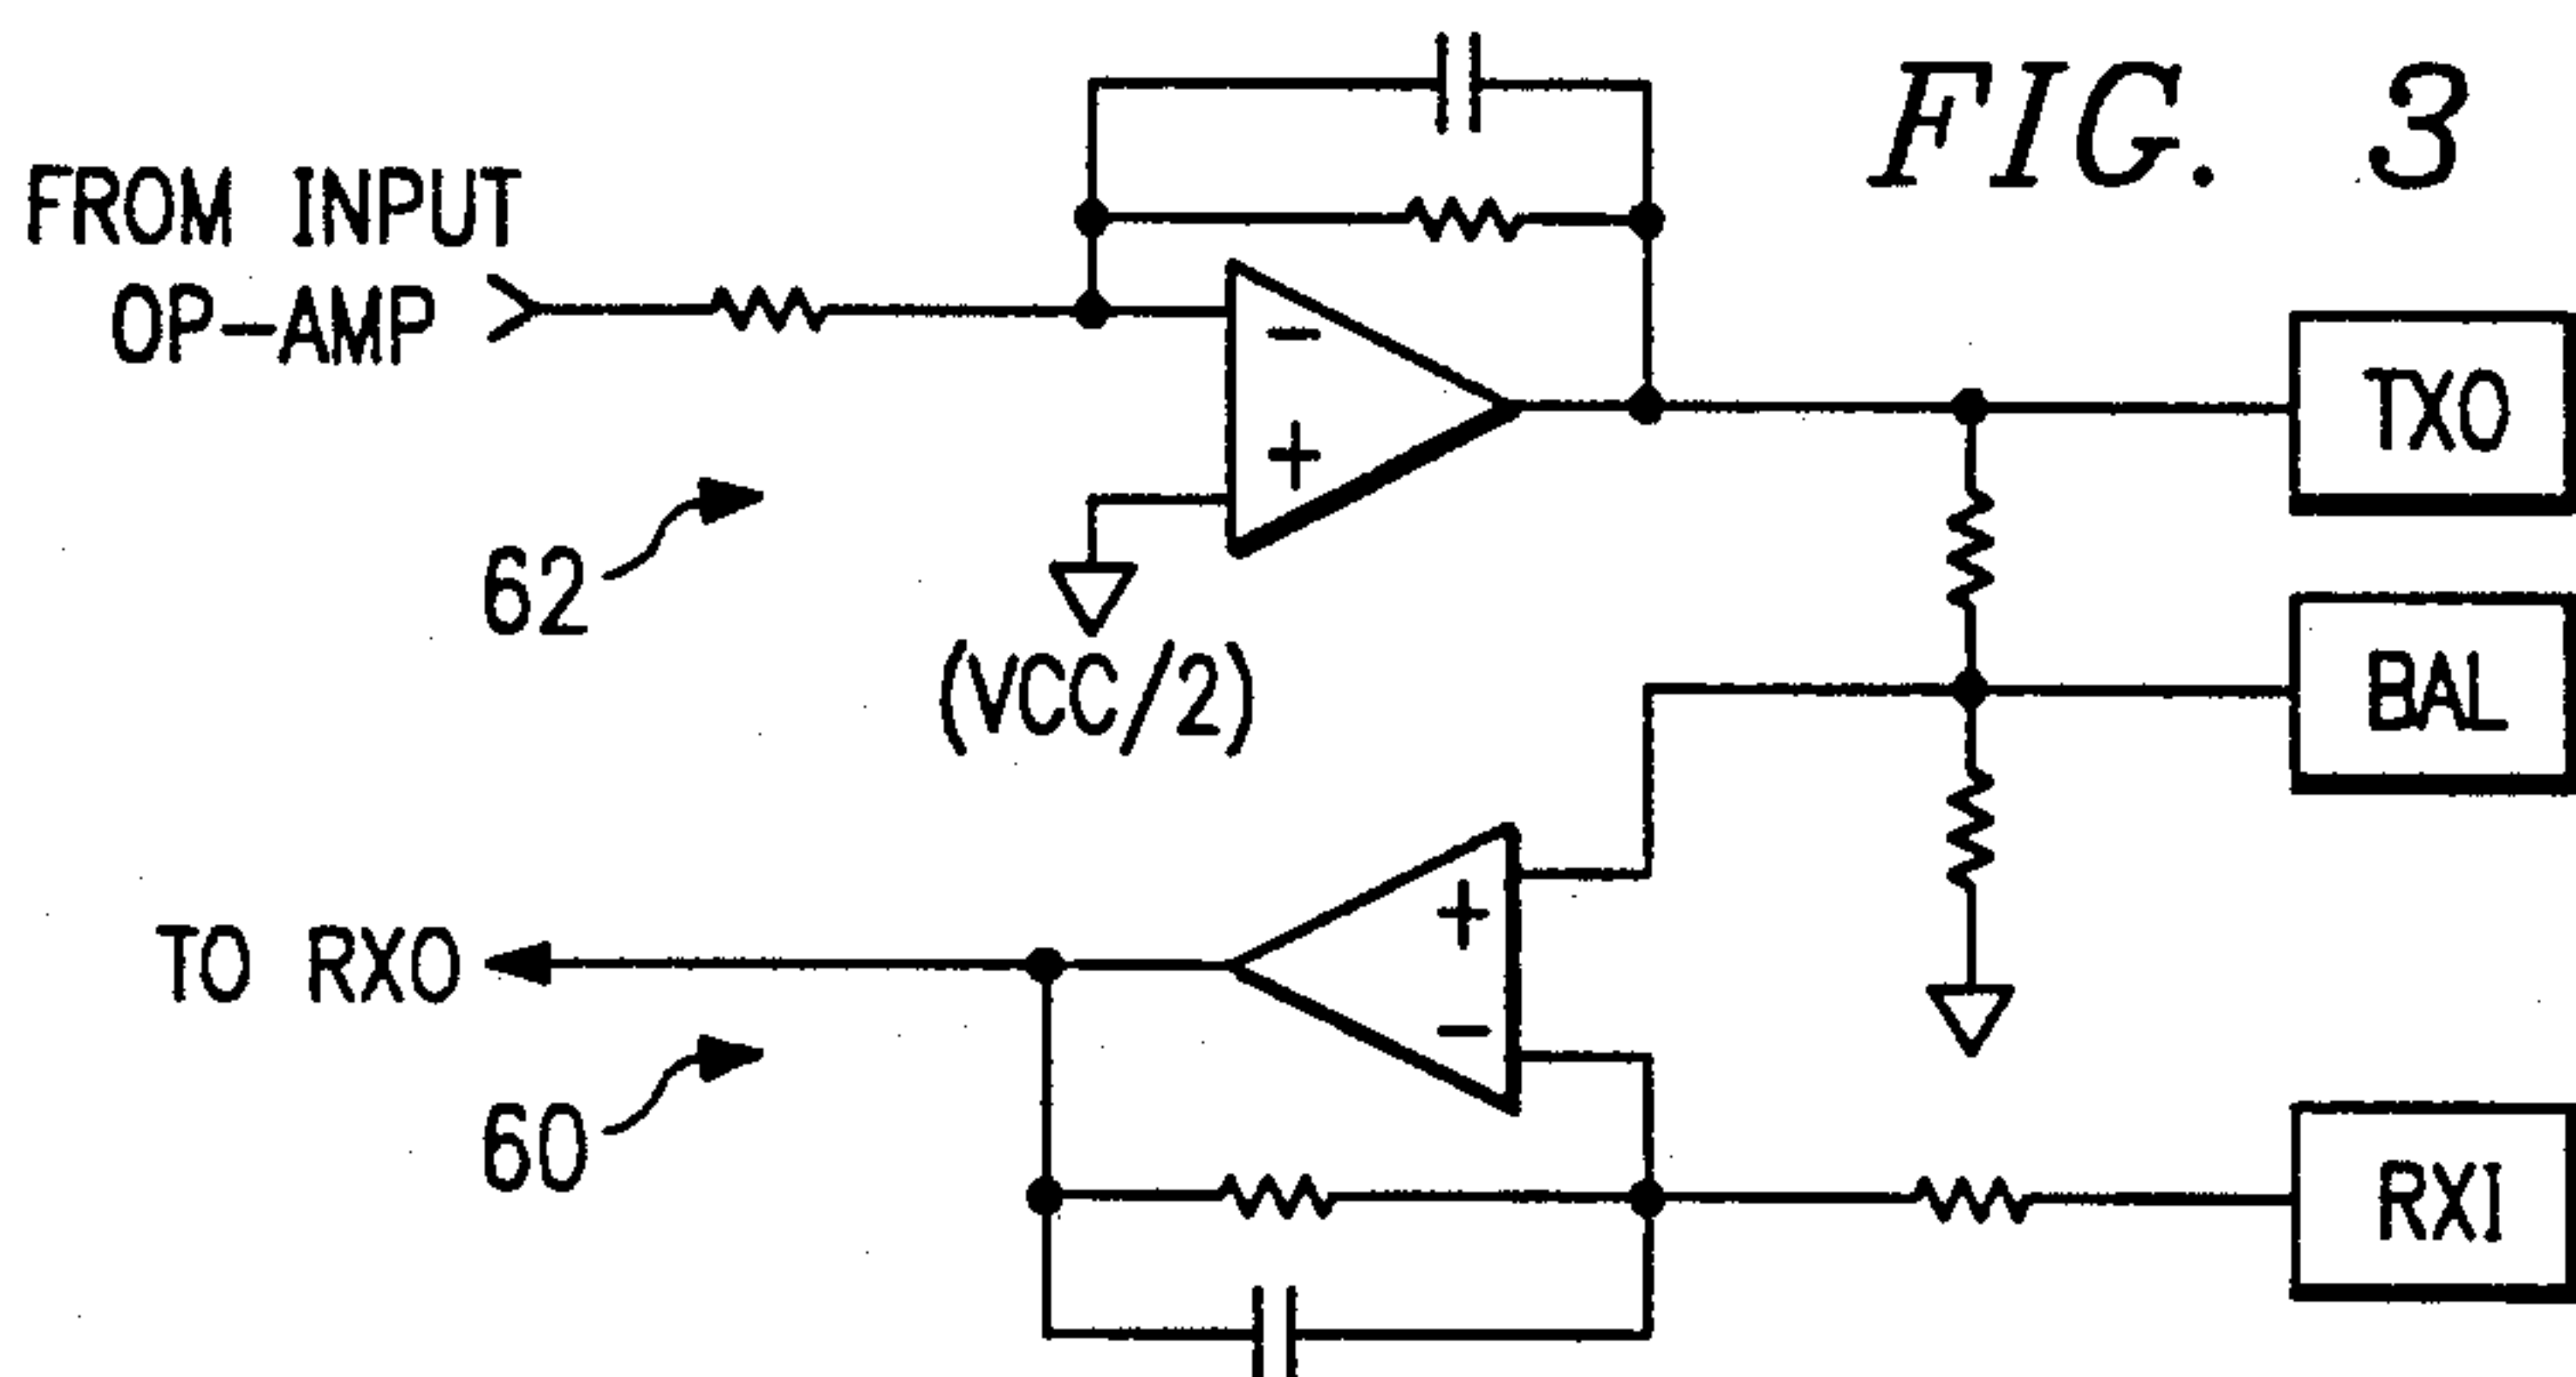 FIG. 3
FROM INPUT
OP-AMP
−
+
TXO
62
(VCC/2)
BAL
+
−
TO RXO
60
RXI